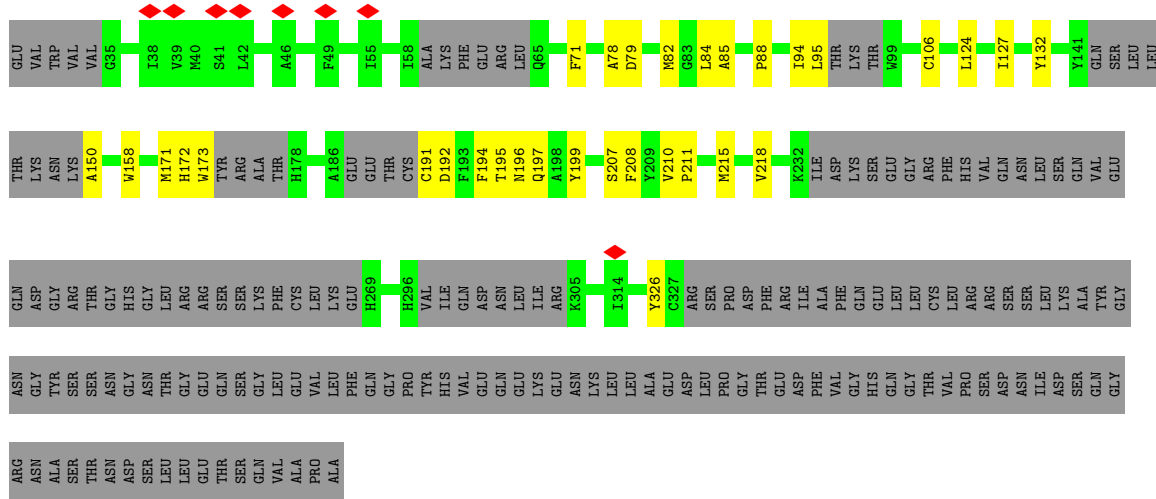 GLU VAL TRP VAL VAL G35 I38 V39 M40 S41 L42 A46 F49 I55 I58 ALA LYS PHE GLU ARG LEU Q65 F71 A78 D79 M82 G83 L84 A85 P88 I94 L95 THR LYS THR W99 C106 L124 I127 Y132 Y141 GLN SER LEU LEU
THR LYS ASN LYS A150 W158 M171 H172 W173 TYR ARG ALA THR H178 A186 GLU GLU THR CYS C191 D192 F193 F194 T195 N196 Q197 A198 Y199 S207 F208 Y209 V210 P211 M215 V218 K232 ILE ASP LYS SER GLU GLY ARG PHE HIS VAL GLN ASN LEU SER GLN VAL GLU
GLN ASP GLY ARG THR GLY HIS GLY LEU ARG ARG SER SER LYS PHE CYS LEU LYS GLU H269 H296 VAL ILE GLN ASP ASN LEU ILE ARG K305 I314 Y326 C327 ARG SER PRO ASP PHE ARG ILE ALA PHE GLN GLU LEU LEU CYS LEU ARG ARG SER SER LEU LYS ALA TYR GLY
ASN GLY TYR SER SER ASN GLY ASN THR GLY GLU GLN SER GLY LEU GLU VAL LEU PHE GLN GLY PRO TYR HIS VAL GLU GLN GLU LYS GLU ASN LYS LEU LEU ALA GLU ASP LEU PRO GLY THR GLU ASP PHE VAL GLY HIS GLN GLY THR VAL PRO SER ASP ASN ILE ASP SER GLN GLY
ARG ASN ALA SER THR ASN ASP SER LEU LEU GLU THR SER GLN VAL ALA PRO ALA